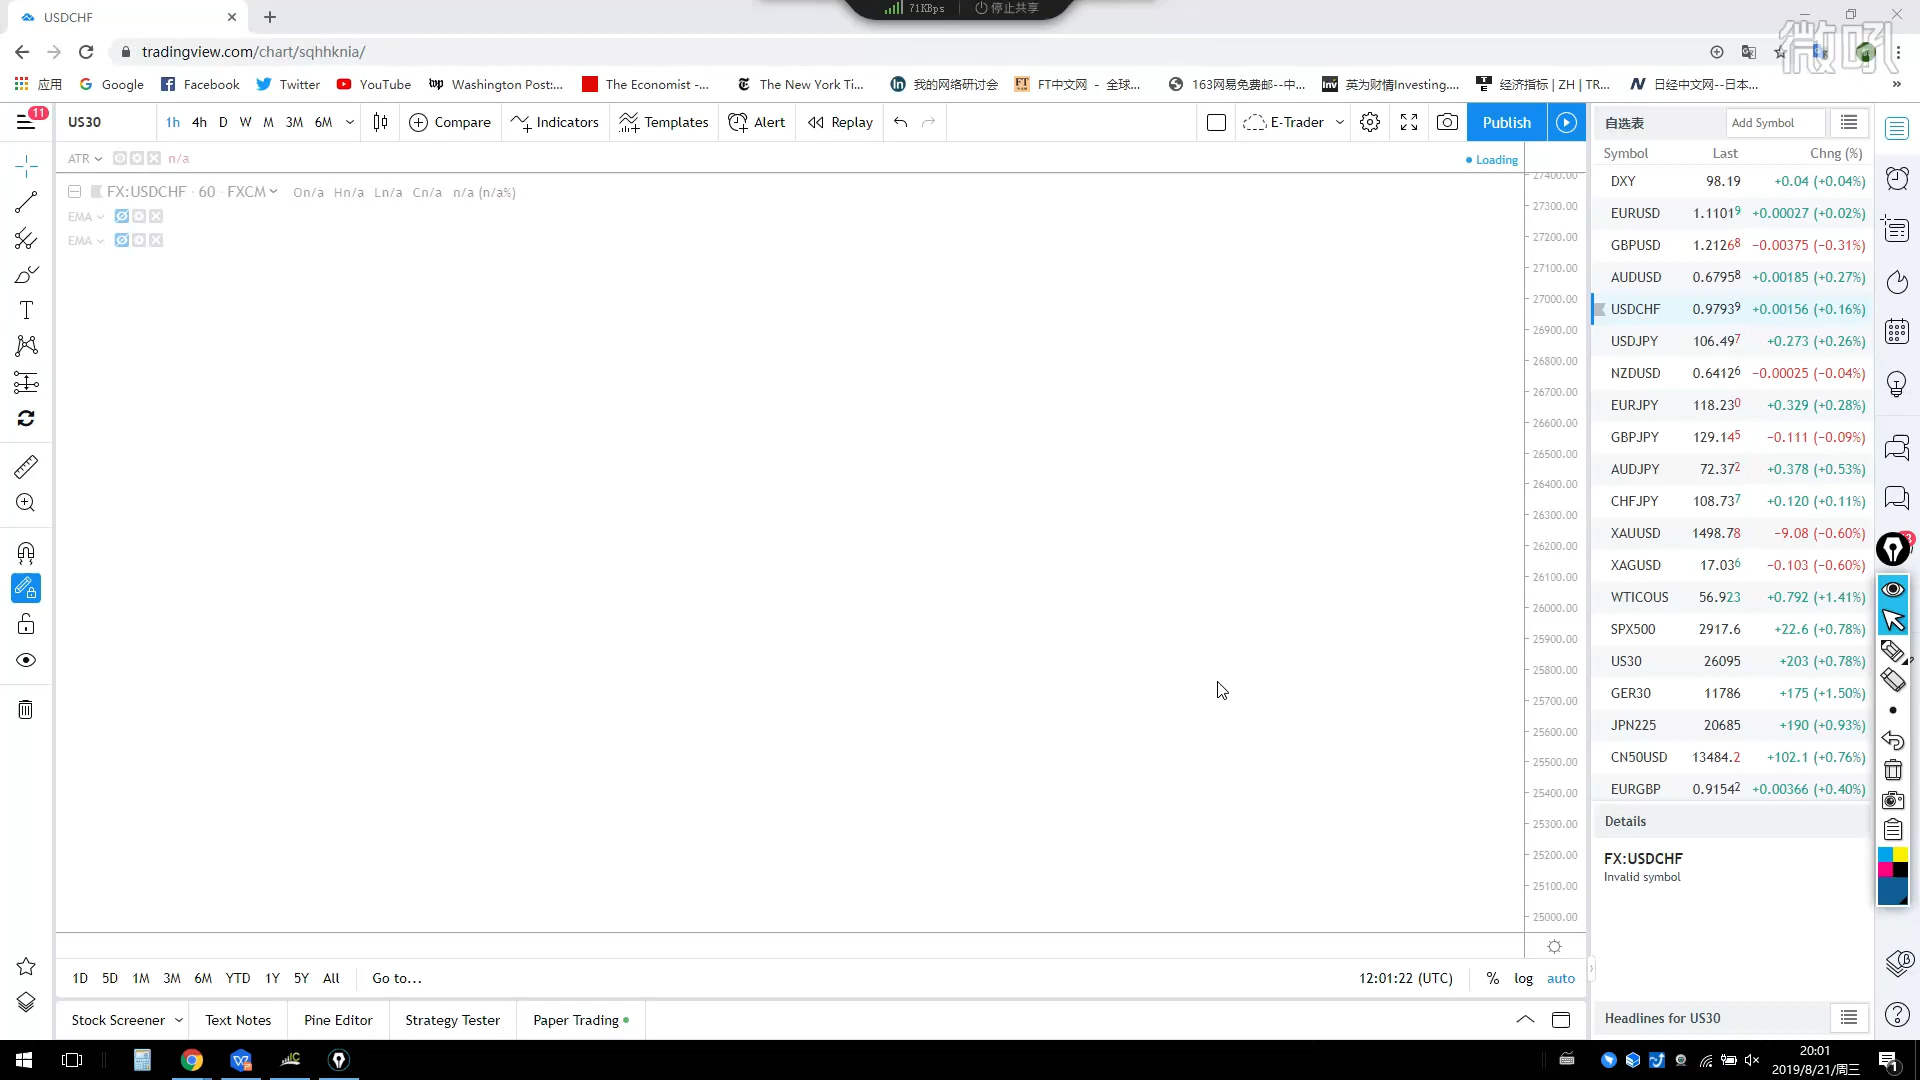 USDCHF
71KBps
停止共享
微吼
tradingview.com/chart/sqhhknia/
应用
Google
Facebook
Twitter
YouTube
Washington Post:...
The Economist -...
The New York Ti...
我的网络研讨会
FT中文网 - 全球...
163网易免费邮--中...
英为财情Investing....
经济指标 | ZH | TR...
日经中文网--日本...
11
US30
1h 4h D W M 3M 6M
Compare
Indicators
Templates
Alert
Replay
E-Trader
Publish
ATR n/a
Loading
FX:USDCHF · 60 · FXCM
On/a Hn/a Ln/a Cn/a n/a (n/a%)
EMA
EMA
27400.00
27300.00
27200.00
27100.00
27000.00
26900.00
26800.00
26700.00
26600.00
26500.00
26400.00
26300.00
26200.00
26100.00
26000.00
25900.00
25800.00
25700.00
25600.00
25500.00
25400.00
25300.00
25200.00
25100.00
25000.00
自选表
Add Symbol
Symbol Last Chng (%)
DXY 98.19 +0.04 (+0.04%)
EURUSD 1.11019 +0.00027 (+0.02%)
GBPUSD 1.21268 −0.00375 (−0.31%)
AUDUSD 0.67958 +0.00185 (+0.27%)
USDCHF 0.97939 +0.00156 (+0.16%)
USDJPY 106.497 +0.273 (+0.26%)
NZDUSD 0.64126 −0.00025 (−0.04%)
EURJPY 118.230 +0.329 (+0.28%)
GBPJPY 129.145 −0.111 (−0.09%)
AUDJPY 72.372 +0.378 (+0.53%)
CHFJPY 108.737 +0.120 (+0.11%)
XAUUSD 1498.78 −9.08 (−0.60%)
XAGUSD 17.036 −0.103 (−0.60%)
WTICOUS 56.923 +0.792 (+1.41%)
SPX500 2917.6 +22.6 (+0.78%)
US30 26095 +203 (+0.78%)
GER30 11786 +175 (+1.50%)
JPN225 20685 +190 (+0.93%)
CN50USD 13484.2 +102.1 (+0.76%)
EURGBP 0.91542 +0.00366 (+0.40%)
Details
FX:USDCHF
Invalid symbol
Headlines for US30
1D 5D 1M 3M 6M YTD 1Y 5Y All
Go to...
12:01:22 (UTC)
% log auto
Stock Screener
Text Notes
Pine Editor
Strategy Tester
Paper Trading
20:01
2019/8/21/周三
1